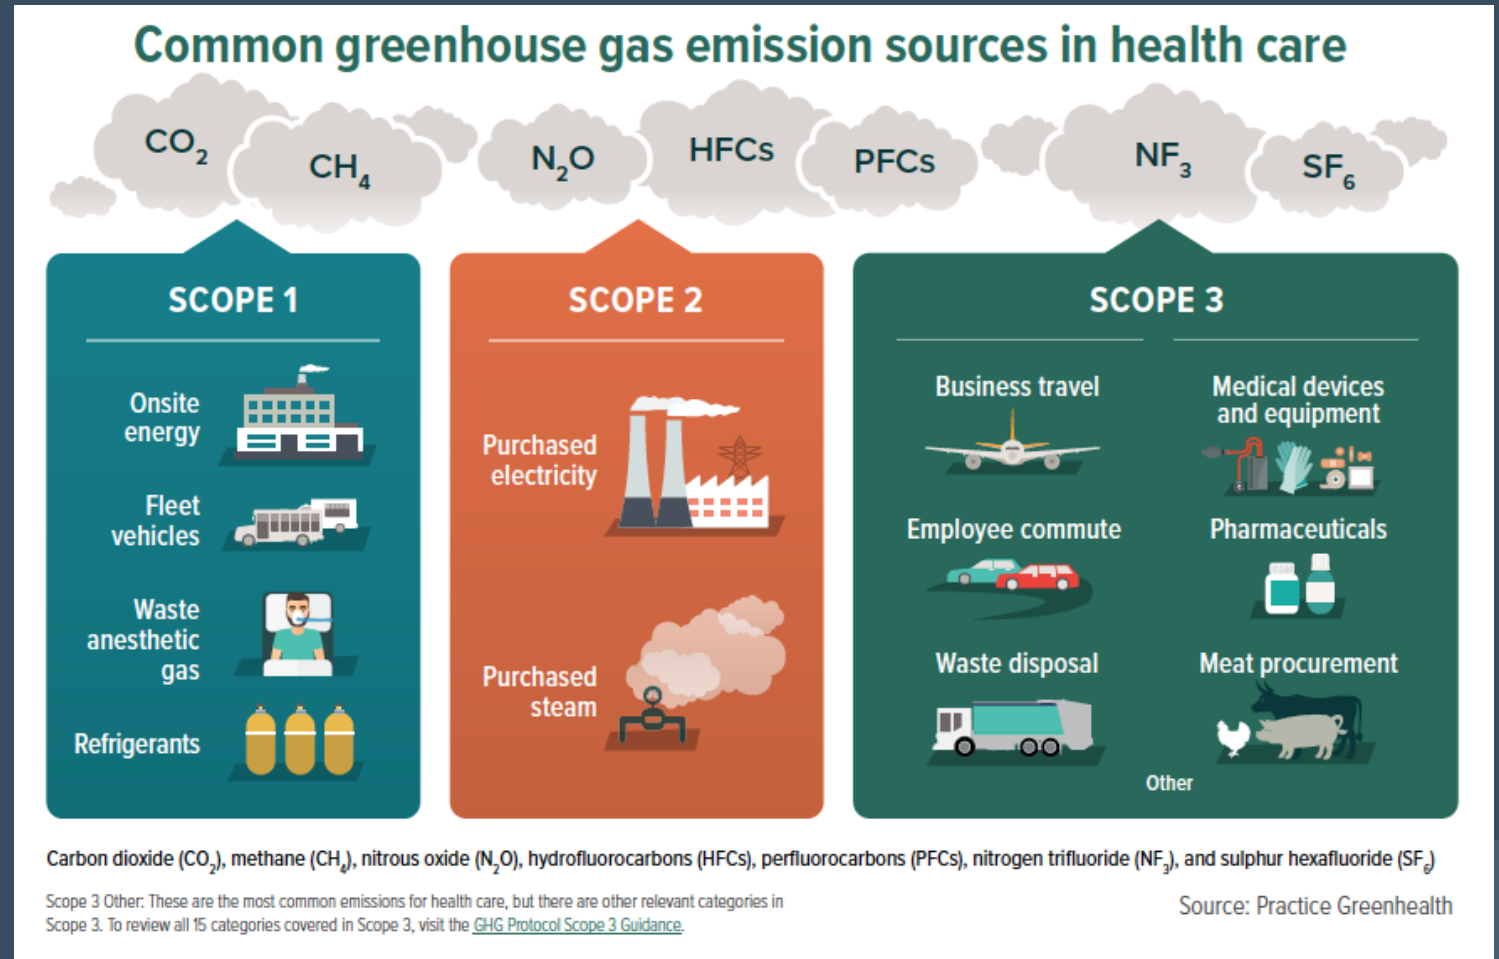 Common greenhouse gas emission sources in health care
CO2
CH4
N2O
HFCs
PFCs
NF3
SF6
SCOPE 1
Onsite
energy
Fleet
vehicles
Waste
anesthetic
gas
Refrigerants
SCOPE 2
Purchased
electricity
Purchased
steam
SCOPE 3
Business travel
Employee commute
Waste disposal
Medical devices
and equipment
Pharmaceuticals
Meat procurement
Other
Carbon dioxide (CO2), methane (CH4), nitrous oxide (N2O), hydrofluorocarbons (HFCs), perfluorocarbons (PFCs), nitrogen trifluoride (NF3), and sulphur hexafluoride (SF6)
Scope 3 Other: These are the most common emissions for health care, but there are other relevant categories in
Scope 3. To review all 15 categories covered in Scope 3, visit the GHG Protocol Scope 3 Guidance.
Source: Practice Greenhealth